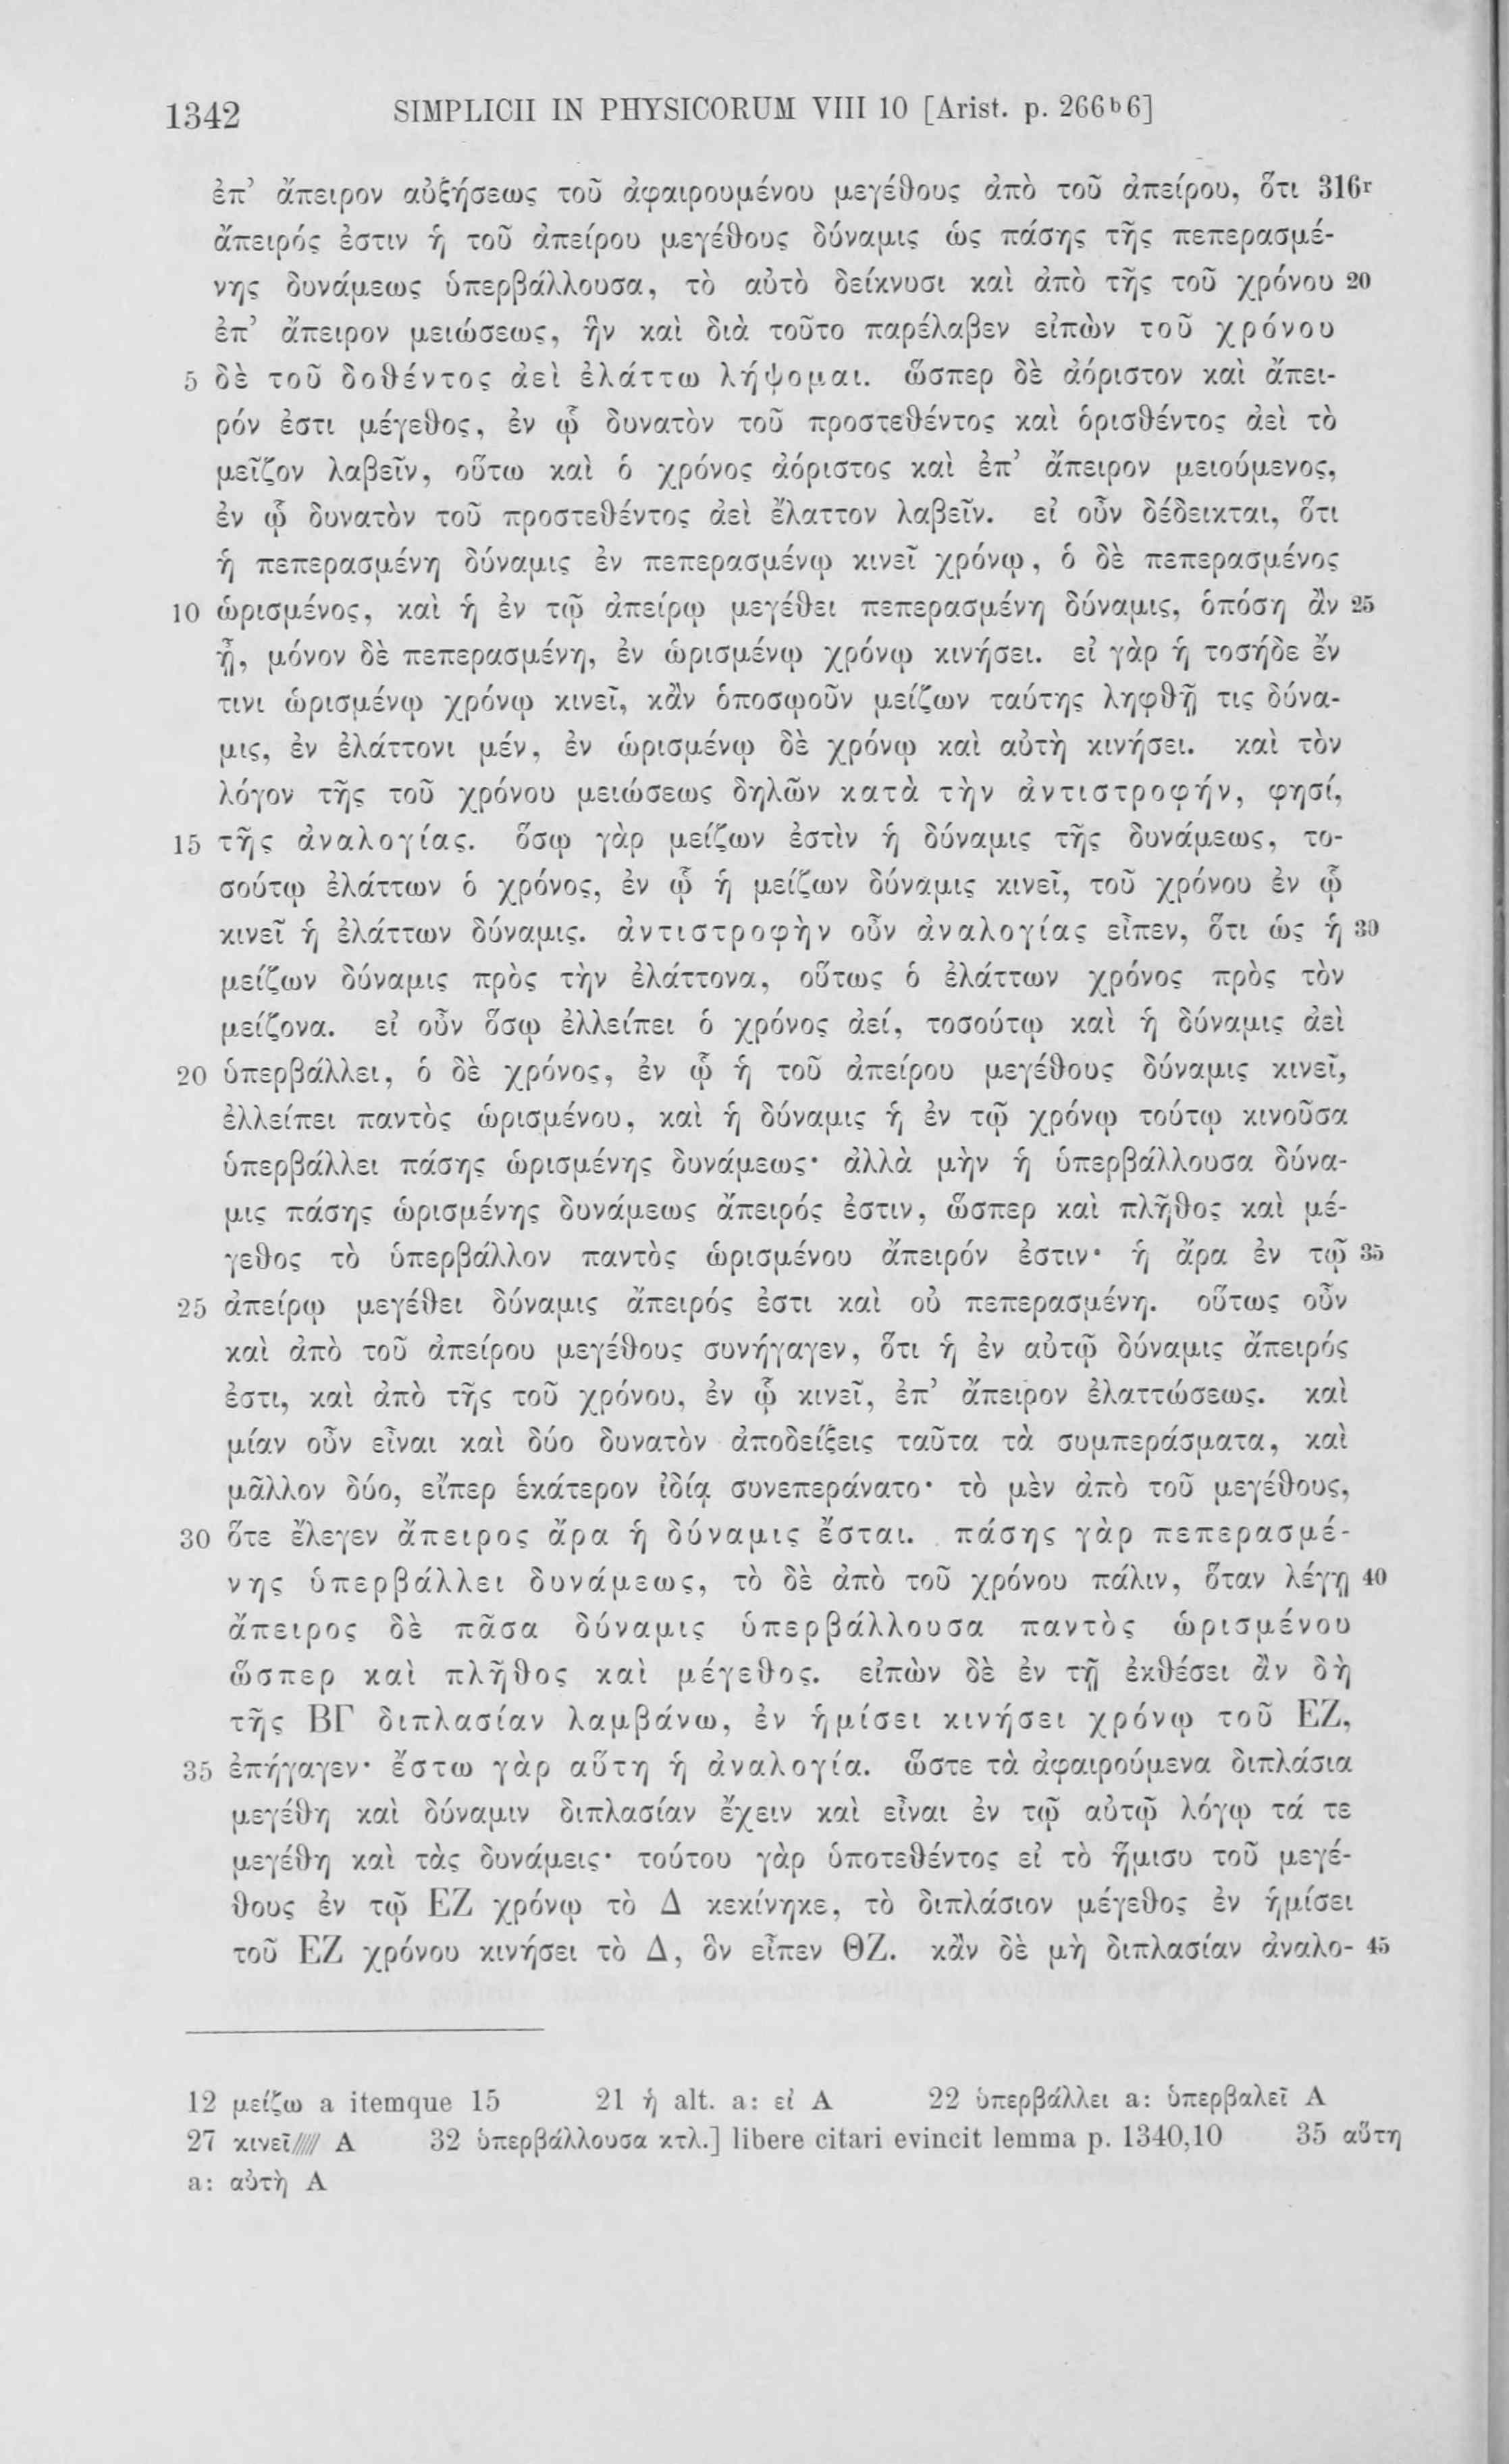 1342 SIMPLICII IN PHYSICORUM VIII 10 [Arist. p. 266ᵇ6]
ἐπ’ ἄπειρον αὐξήσεως τοῦ ἀφαιρουμένου μεγέθους ἀπὸ τοῦ ἀπείρου, ὅτι 316ʳ
ἄπειρός ἐστιν ἡ τοῦ ἀπείρου μεγέθους δύναμις ὡς πάσης τῆς πεπερασμέ-
νης δυνάμεως ὑπερβάλλουσα, τὸ αὐτὸ δείκνυσι καὶ ἀπὸ τῆς τοῦ χρόνου 20
ἐπ’ ἄπειρον μειώσεως, ἣν καὶ διὰ τοῦτο παρέλαβεν εἰπὼν τοῦ χρόνου
5 δὲ τοῦ δοθέντος ἀεὶ ἐλάττω λήψομαι. ὥσπερ δὲ ἀόριστον καὶ ἄπει-
ρόν ἐστι μέγεθος, ἐν ᾧ δυνατὸν τοῦ προστεθέντος καὶ ὁρισθέντος ἀεὶ τὸ
μεῖζον λαβεῖν, οὕτω καὶ ὁ χρόνος ἀόριστος καὶ ἐπ’ ἄπειρον μειούμενος,
ἐν ᾧ δυνατὸν τοῦ προστεθέντος ἀεὶ ἔλαττον λαβεῖν. εἰ οὖν δέδεικται, ὅτι
ἡ πεπερασμένη δύναμις ἐν πεπερασμένῳ κινεῖ χρόνῳ, ὁ δὲ πεπερασμένος
10 ὡρισμένος, καὶ ἡ ἐν τῷ ἀπείρῳ μεγέθει πεπερασμένη δύναμις, ὁπόση ἂν 25
ᾖ, μόνον δὲ πεπερασμένη, ἐν ὡρισμένῳ χρόνῳ κινήσει. εἰ γὰρ ἡ τοσήδε ἔν
τινι ὡρισμένῳ χρόνῳ κινεῖ, κἂν ὁποσῳοῦν μείζων ταύτης ληφθῇ τις δύνα-
μις, ἐν ἐλάττονι μέν, ἐν ὡρισμένῳ δὲ χρόνῳ καὶ αὐτὴ κινήσει. καὶ τὸν
λόγον τῆς τοῦ χρόνου μειώσεως δηλῶν κατὰ τὴν ἀντιστροφήν, φησί,
15 τῆς ἀναλογίας. ὅσῳ γὰρ μείζων ἐστὶν ἡ δύναμις τῆς δυνάμεως, το-
σούτῳ ἐλάττων ὁ χρόνος, ἐν ᾧ ἡ μείζων δύναμις κινεῖ, τοῦ χρόνου ἐν ᾧ
κινεῖ ἡ ἐλάττων δύναμις. ἀντιστροφὴν οὖν ἀναλογίας εἶπεν, ὅτι ὡς ἡ 30
μείζων δύναμις πρὸς τὴν ἐλάττονα, οὕτως ὁ ἐλάττων χρόνος πρὸς τὸν
μείζονα. εἰ οὖν ὅσῳ ἐλλείπει ὁ χρόνος ἀεί, τοσούτῳ καὶ ἡ δύναμις ἀεὶ
20 ὑπερβάλλει, ὁ δὲ χρόνος, ἐν ᾧ ἡ τοῦ ἀπείρου μεγέθους δύναμις κινεῖ,
ἐλλείπει παντὸς ὡρισμένου, καὶ ἡ δύναμις ἡ ἐν τῷ χρόνῳ τούτῳ κινοῦσα
ὑπερβάλλει πάσης ὡρισμένης δυνάμεως· ἀλλὰ μὴν ἡ ὑπερβάλλουσα δύνα-
μις πάσης ὡρισμένης δυνάμεως ἄπειρός ἐστιν, ὥσπερ καὶ πλῆθος καὶ μέ-
γεθος τὸ ὑπερβάλλον παντὸς ὡρισμένου ἄπειρόν ἐστιν· ἡ ἄρα ἐν τῷ 35
25 ἀπείρῳ μεγέθει δύναμις ἄπειρός ἐστι καὶ οὐ πεπερασμένη. οὕτως οὖν
καὶ ἀπὸ τοῦ ἀπείρου μεγέθους συνήγαγεν, ὅτι ἡ ἐν αὐτῷ δύναμις ἄπειρός
ἐστι, καὶ ἀπὸ τῆς τοῦ χρόνου, ἐν ᾧ κινεῖ, ἐπ’ ἄπειρον ἐλαττώσεως. καὶ
μίαν οὖν εἶναι καὶ δύο δυνατὸν ἀποδείξεις ταῦτα τὰ συμπεράσματα, καὶ
μᾶλλον δύο, εἴπερ ἑκάτερον ἰδίᾳ συνεπεράνατο· τὸ μὲν ἀπὸ τοῦ μεγέθους,
30 ὅτε ἔλεγεν ἄπειρος ἄρα ἡ δύναμις ἔσται. πάσης γὰρ πεπερασμέ-
νης ὑπερβάλλει δυνάμεως, τὸ δὲ ἀπὸ τοῦ χρόνου πάλιν, ὅταν λέγῃ 40
ἄπειρος δὲ πᾶσα δύναμις ὑπερβάλλουσα παντὸς ὡρισμένου
ὥσπερ καὶ πλῆθος καὶ μέγεθος. εἰπὼν δὲ ἐν τῇ ἐκθέσει ἂν δὴ
τῆς ΒΓ διπλασίαν λαμβάνω, ἐν ἡμίσει κινήσει χρόνῳ τοῦ ΕΖ,
35 ἐπήγαγεν· ἔστω γὰρ αὕτη ἡ ἀναλογία. ὥστε τὰ ἀφαιρούμενα διπλάσια
μεγέθη καὶ δύναμιν διπλασίαν ἔχειν καὶ εἶναι ἐν τῷ αὐτῷ λόγῳ τά τε
μεγέθη καὶ τὰς δυνάμεις· τούτου γὰρ ὑποτεθέντος εἰ τὸ ἥμισυ τοῦ μεγέ-
θους ἐν τῷ ΕΖ χρόνῳ τὸ Δ κεκίνηκε, τὸ διπλάσιον μέγεθος ἐν ἡμίσει
τοῦ ΕΖ χρόνου κινήσει τὸ Δ, ὃν εἶπεν ΘΖ. κἂν δὲ μὴ διπλασίαν ἀναλο- 45
12 μείζω a itemque 15 21 ἡ alt. a: εἰ A 22 ὑπερβάλλει a: ὑπερβαλεῖ A
27 κινεῖ///// A 32 ὑπερβάλλουσα κτλ.] libere citari evincit lemma p. 1340,10 35 αὕτη
a: αὐτὴ A